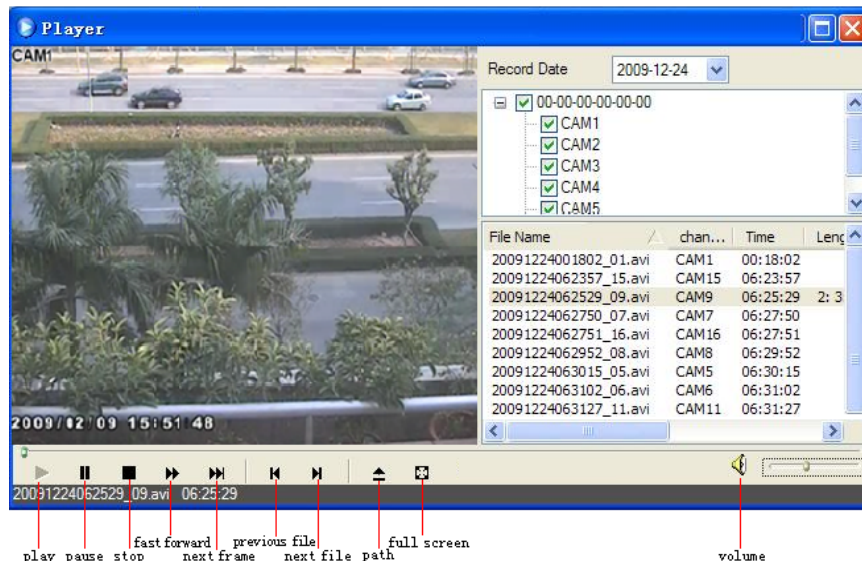 Player
CAM1
Record Date 2009-12-24
00-00-00-00-00-00
CAM1
CAM2
CAM3
CAM4
CAM5
File Name chan... Time Leng
20091224001802_01.avi CAM1 00:18:02
20091224062357_15.avi CAM15 06:23:57
20091224062529_09.avi CAM9 06:25:29 2: 3
20091224062750_07.avi CAM7 06:27:50
20091224062751_16.avi CAM16 06:27:51
20091224062952_08.avi CAM8 06:29:52
20091224063015_05.avi CAM5 06:30:15
20091224063102_06.avi CAM6 06:31:02
20091224063127_11.avi CAM11 06:31:27
2009/12/09 15:51:48
20091224062529_09.avi 06:25:29
fast forward previous file full screen
play pause stop next frame next file path volume